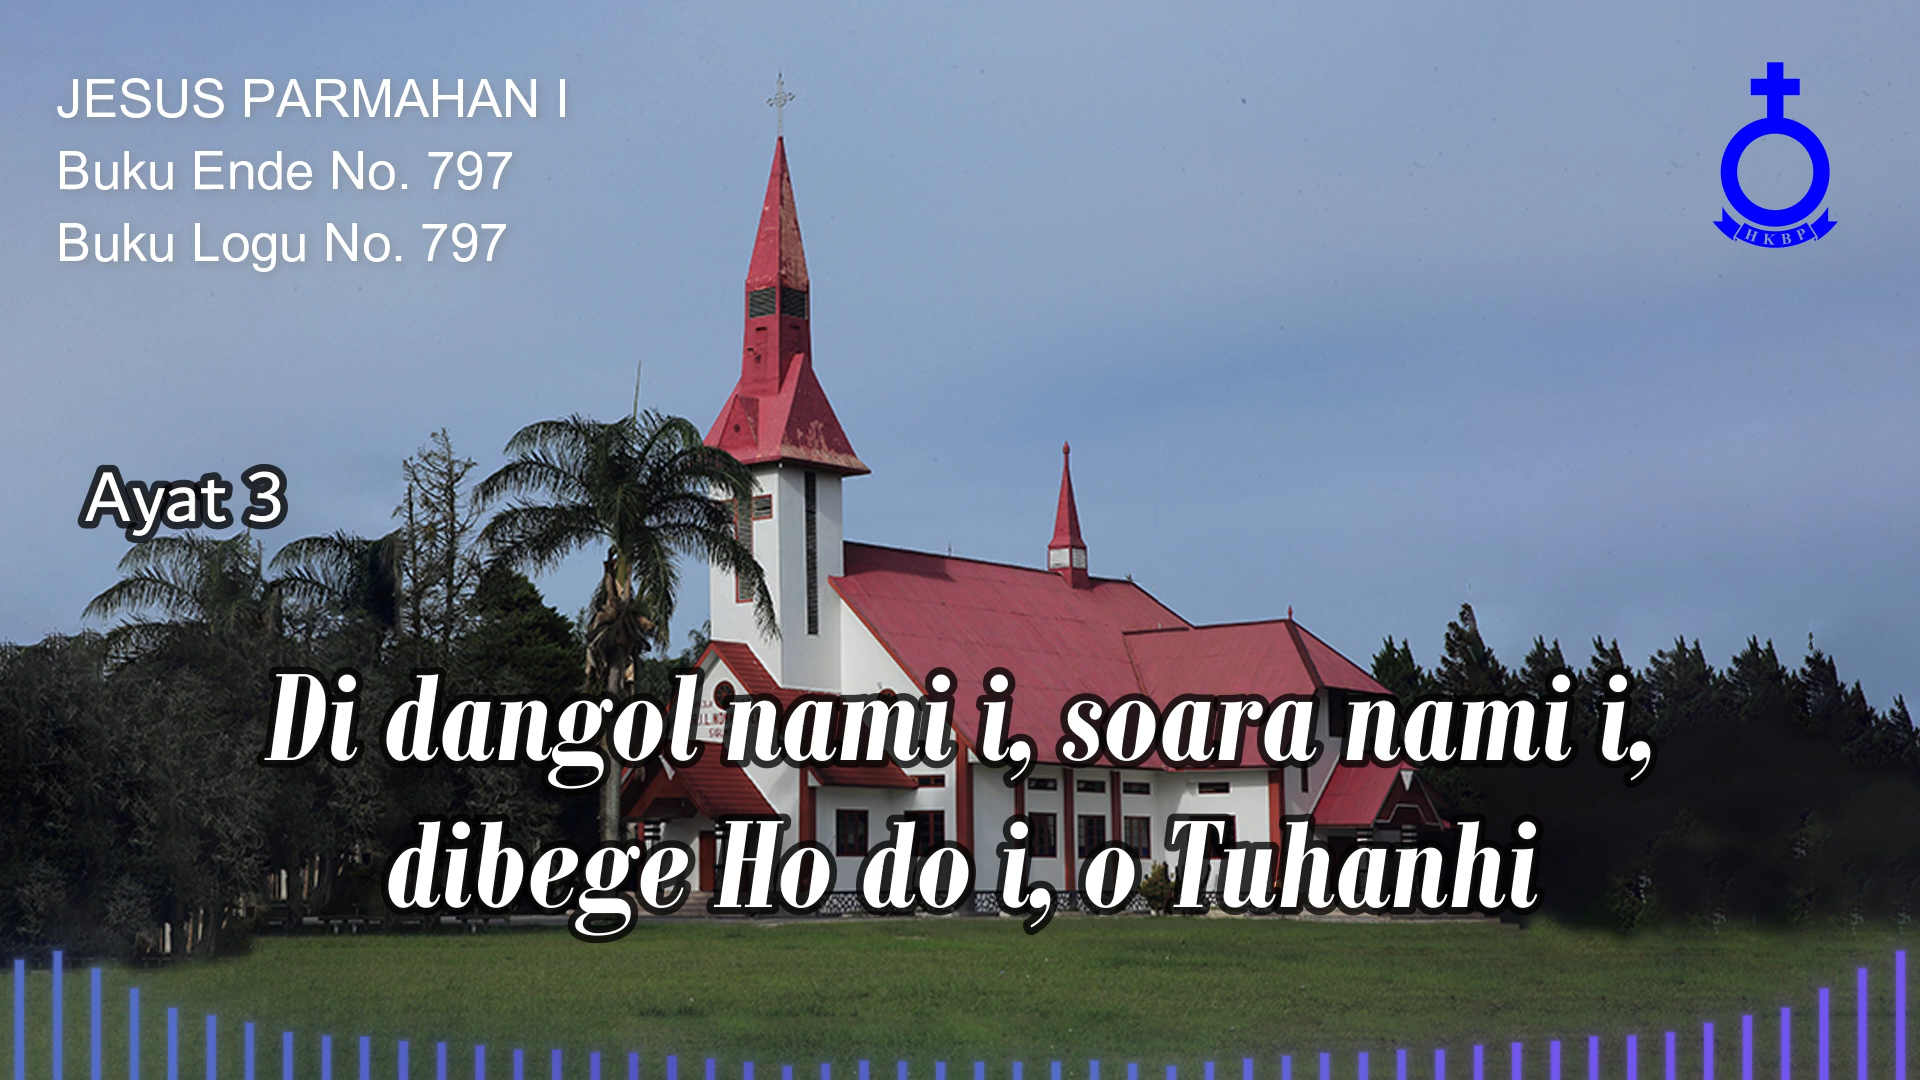 JESUS PARMAHAN I
Buku Ende No. 797
Buku Logu No. 797
HKBP
Ayat 3
Di dangol nami i, soara nami i,
dibege Ho do i, o Tuhanhi